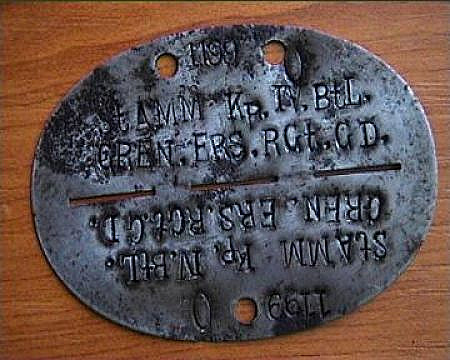 1199 O
StAMM Kp. IV. BtL.
GREN. ERS. RGt. G D.
GREN. ERS. RGt. G D.
StAMM Kp. IV. BtL.
1199 O